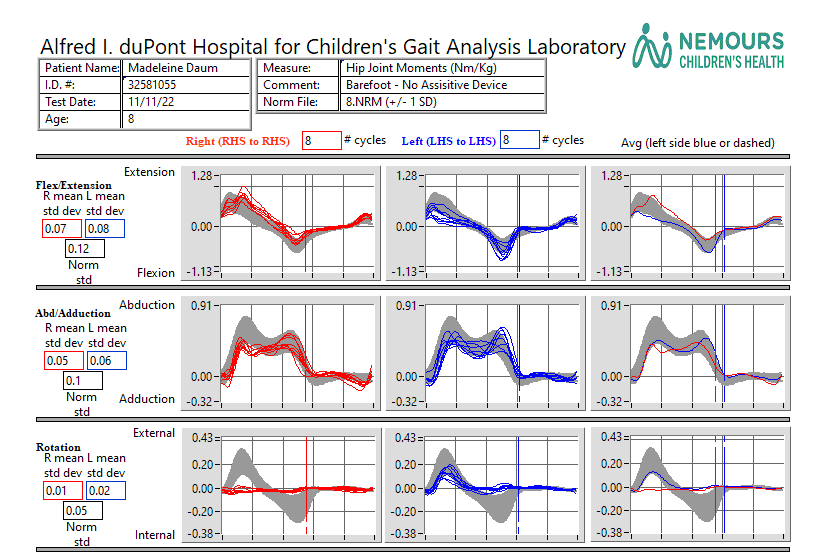 Alfred I. duPont Hospital for Children's Gait Analysis Laboratory
NEMOURS
CHILDREN'S HEALTH
Patient Name: Madeleine Daum
I.D. #: 32581055
Test Date: 11/11/22
Age: 8
Measure: Hip Joint Moments (Nm/Kg)
Comment: Barefoot - No Assisitive Device
Norm File: 8.NRM (+/- 1 SD)
Right (RHS to RHS) 8 # cycles Left (LHS to LHS) 8 # cycles Avg (left side blue or dashed)
Flex/Extension
R mean L mean
std dev std dev
0.07 0.08
0.12
Norm
std
Extension
Flexion
1.28 0.00 -1.13
1.28 0.00 -1.13
1.28 0.00 -1.13
Abd/Adduction
R mean L mean
std dev std dev
0.05 0.06
0.1
Norm
std
Abduction
Adduction
0.91 0.00 -0.32
0.91 0.00 -0.32
0.91 0.00 -0.32
Rotation
R mean L mean
std dev std dev
0.01 0.02
0.05
Norm
std
External
Internal
0.43 0.20 0.00 -0.20 -0.38
0.43 0.20 0.00 -0.20 -0.38
0.43 0.20 0.00 -0.20 -0.38